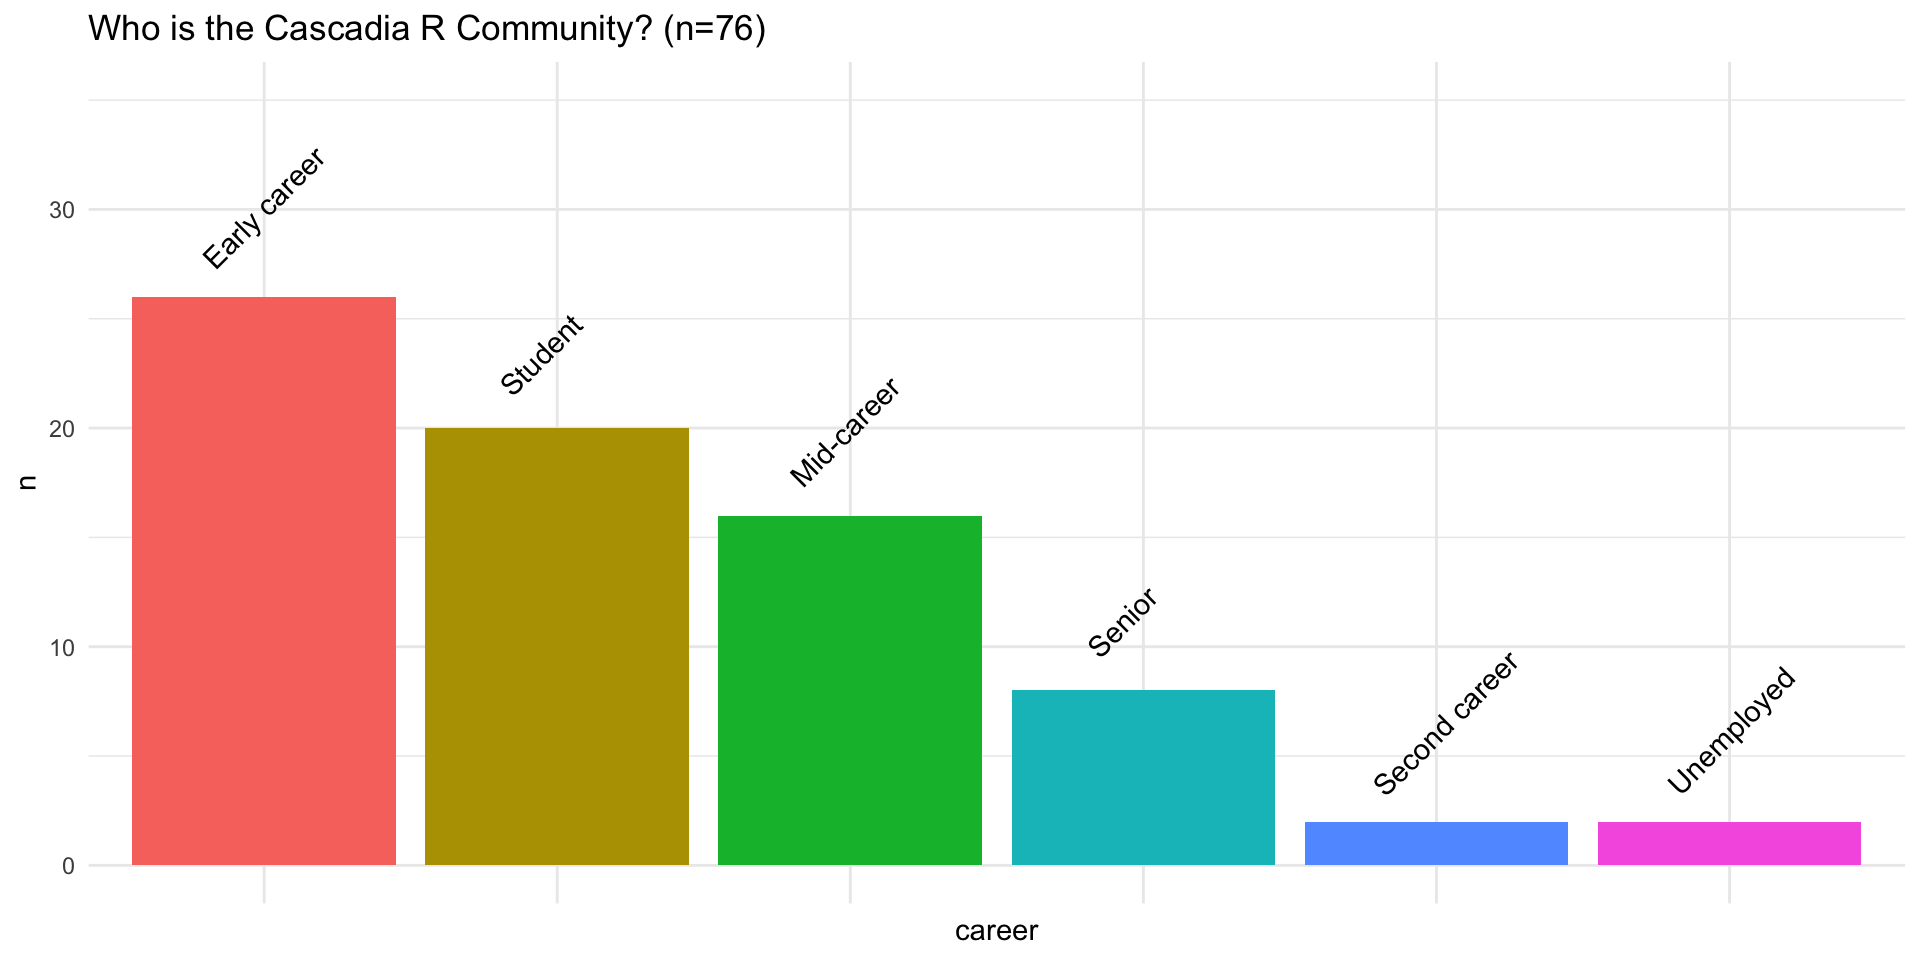 Who is the Cascadia R Community? (n=76)
30
20
10
0
n
Early career
Student
Mid-career
Senior
Second career
Unemployed
career